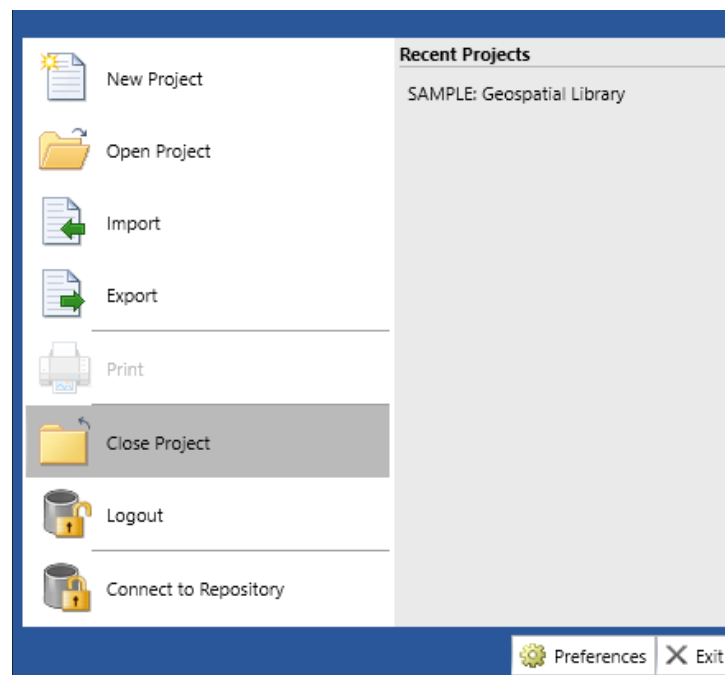 New Project
Open Project
Import
Export
Print
Close Project
Logout
Connect to Repository
Recent Projects
SAMPLE: Geospatial Library
Preferences
Exit